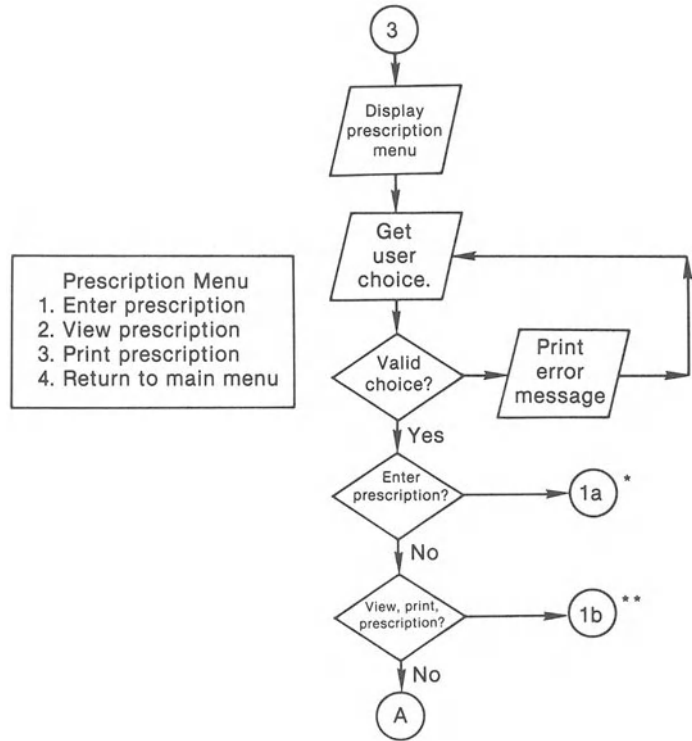 3
Display
prescription
menu
Get
user
choice.
Prescription Menu
1. Enter prescription
2. View prescription
3. Print prescription
4. Return to main menu
Valid
choice?
Print
error
message
Yes
Enter
prescription?
1a *
No
View, print,
prescription?
1b **
No
A